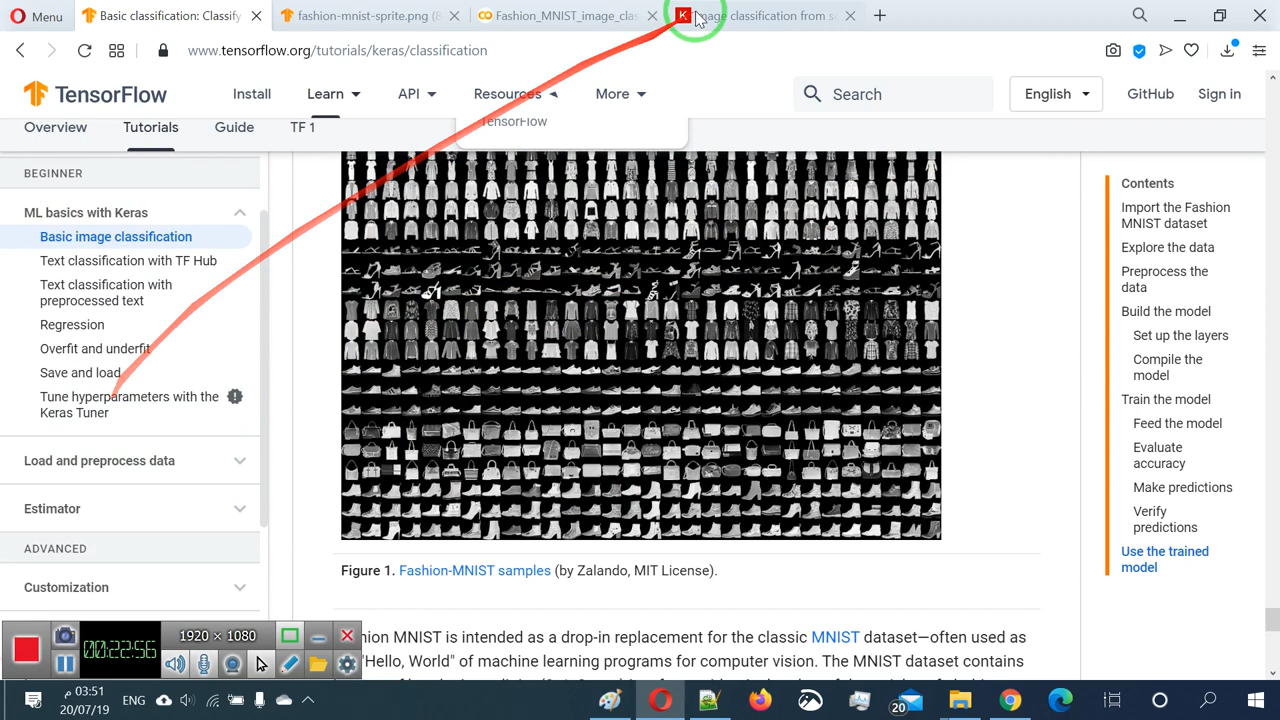 Menu
Basic classification: Classify
fashion-mnist-sprite.png
Fashion_MNIST_image_clas
Image classification from sc
www.tensorflow.org/tutorials/keras/classification
TensorFlow
Install
Learn
API
Resources
More
Search
English
GitHub
Sign in
Overview
Tutorials
Guide
TF 1
TensorFlow
BEGINNER
ML basics with Keras
Basic image classification
Text classification with TF Hub
Text classification with
preprocessed text
Regression
Overfit and underfit
Save and load
Tune hyperparameters with the
Keras Tuner
Load and preprocess data
Estimator
ADVANCED
Customization
Figure 1. Fashion-MNIST samples (by Zalando, MIT License).
hion MNIST is intended as a drop-in replacement for the classic MNIST dataset—often used as
"Hello, World" of machine learning programs for computer vision. The MNIST dataset contains
Contents
Import the Fashion
MNIST dataset
Explore the data
Preprocess the
data
Build the model
Set up the layers
Compile the
model
Train the model
Feed the model
Evaluate
accuracy
Make predictions
Verify
predictions
Use the trained
model
00:22:56
1920 × 1080
03:51 م
20/07/19
ENG
20